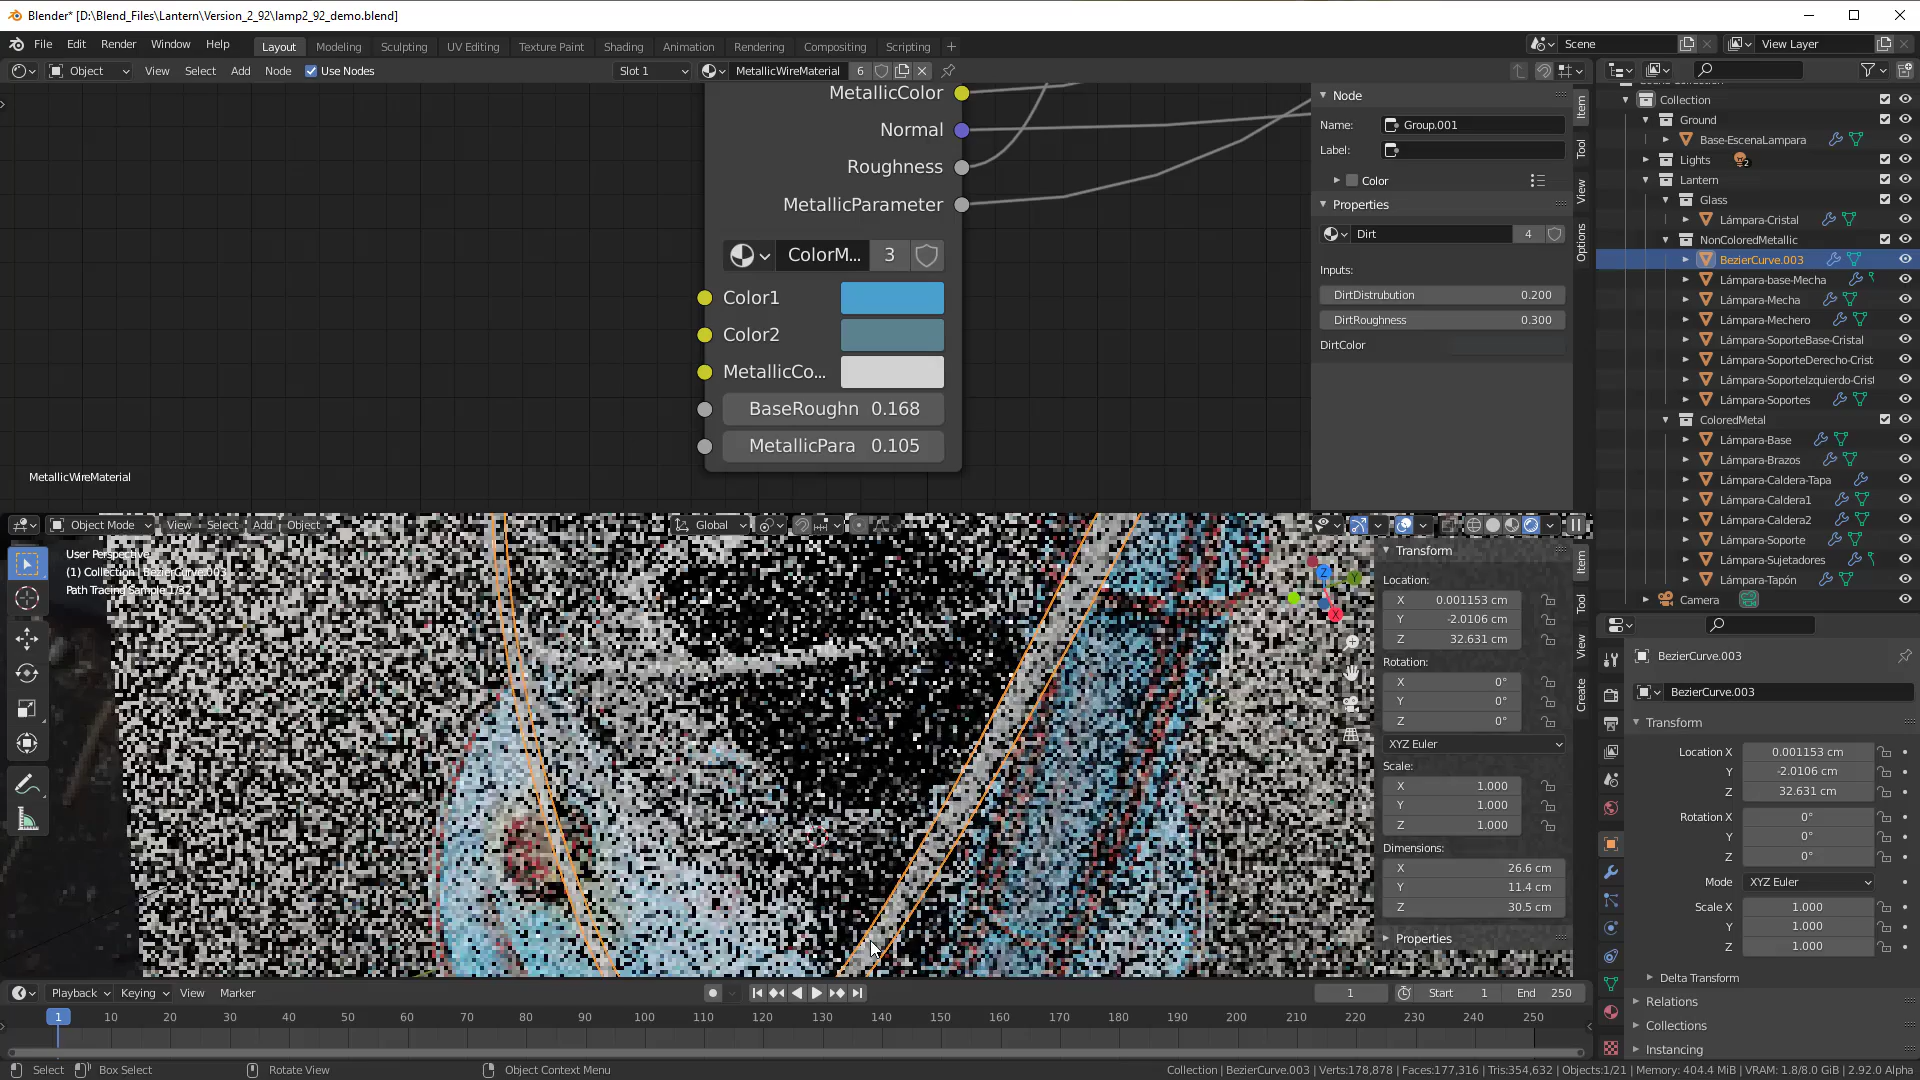 Blender* [D:\Blend_Files\Lantern\Version_2_92\lamp2_92_demo.blend]
File Edit Render Window Help Layout Modeling Sculpting UV Editing Texture Paint Shading Animation Rendering Compositing Scripting + Scene View Layer
Object View Select Add Node Use Nodes Slot 1 MetallicWireMaterial 6
MetallicColor
Normal
Roughness
MetallicParameter
ColorM... 3
Color1
Color2
MetallicCo...
BaseRoughn 0.168
MetallicPara 0.105
MetallicWireMaterial
Node
Name: Group.001
Label:
Color
Properties
Dirt 4
Inputs:
DirtDistrubution 0.200
DirtRoughness 0.300
DirtColor
Item
Tool
View
Options
Collection
Ground
Base-EscenaLampara
Lights 2
Lantern
Glass
Lámpara-Cristal
NonColoredMetallic
BezierCurve.003
Lámpara-base-Mecha
Lámpara-Mecha
Lámpara-Mechero
Lámpara-SoporteBase-Cristal
Lámpara-SoporteDerecho-Crist
Lámpara-SoporteIzquierdo-Crist
Lámpara-Soportes
ColoredMetal
Lámpara-Base
Lámpara-Brazos
Lámpara-Caldera-Tapa
Lámpara-Caldera1
Lámpara-Caldera2
Lámpara-Soporte
Lámpara-Sujetadores
Lámpara-Tapón
Camera
Object Mode View Select Add Object Global
User Perspective
(1) Collection | BezierCurve.003
Path Tracing Sample 1/32
Z
Y
X
Transform
Location:
X 0.001153 cm
Y -2.0106 cm
Z 32.631 cm
Rotation:
X 0°
Y 0°
Z 0°
XYZ Euler
Scale:
X 1.000
Y 1.000
Z 1.000
Dimensions:
X 26.6 cm
Y 11.4 cm
Z 30.5 cm
Properties
Item
Tool
View
Create
BezierCurve.003
BezierCurve.003
Transform
Location X 0.001153 cm
Y -2.0106 cm
Z 32.631 cm
Rotation X 0°
Y 0°
Z 0°
Mode XYZ Euler
Scale X 1.000
Y 1.000
Z 1.000
Delta Transform
Relations
Collections
Instancing
Playback Keying View Marker 1 Start 1 End 250
1 10 20 30 40 50 60 70 80 90 100 110 120 130 140 150 160 170 180 190 200 210 220 230 240 250
Select Box Select Rotate View Object Context Menu Collection | BezierCurve.003 | Verts:178,878 | Faces:177,316 | Tris:354,632 | Objects:1/21 | Memory: 404.4 MiB | VRAM: 1.8/8.0 GiB | 2.92.0 Alpha